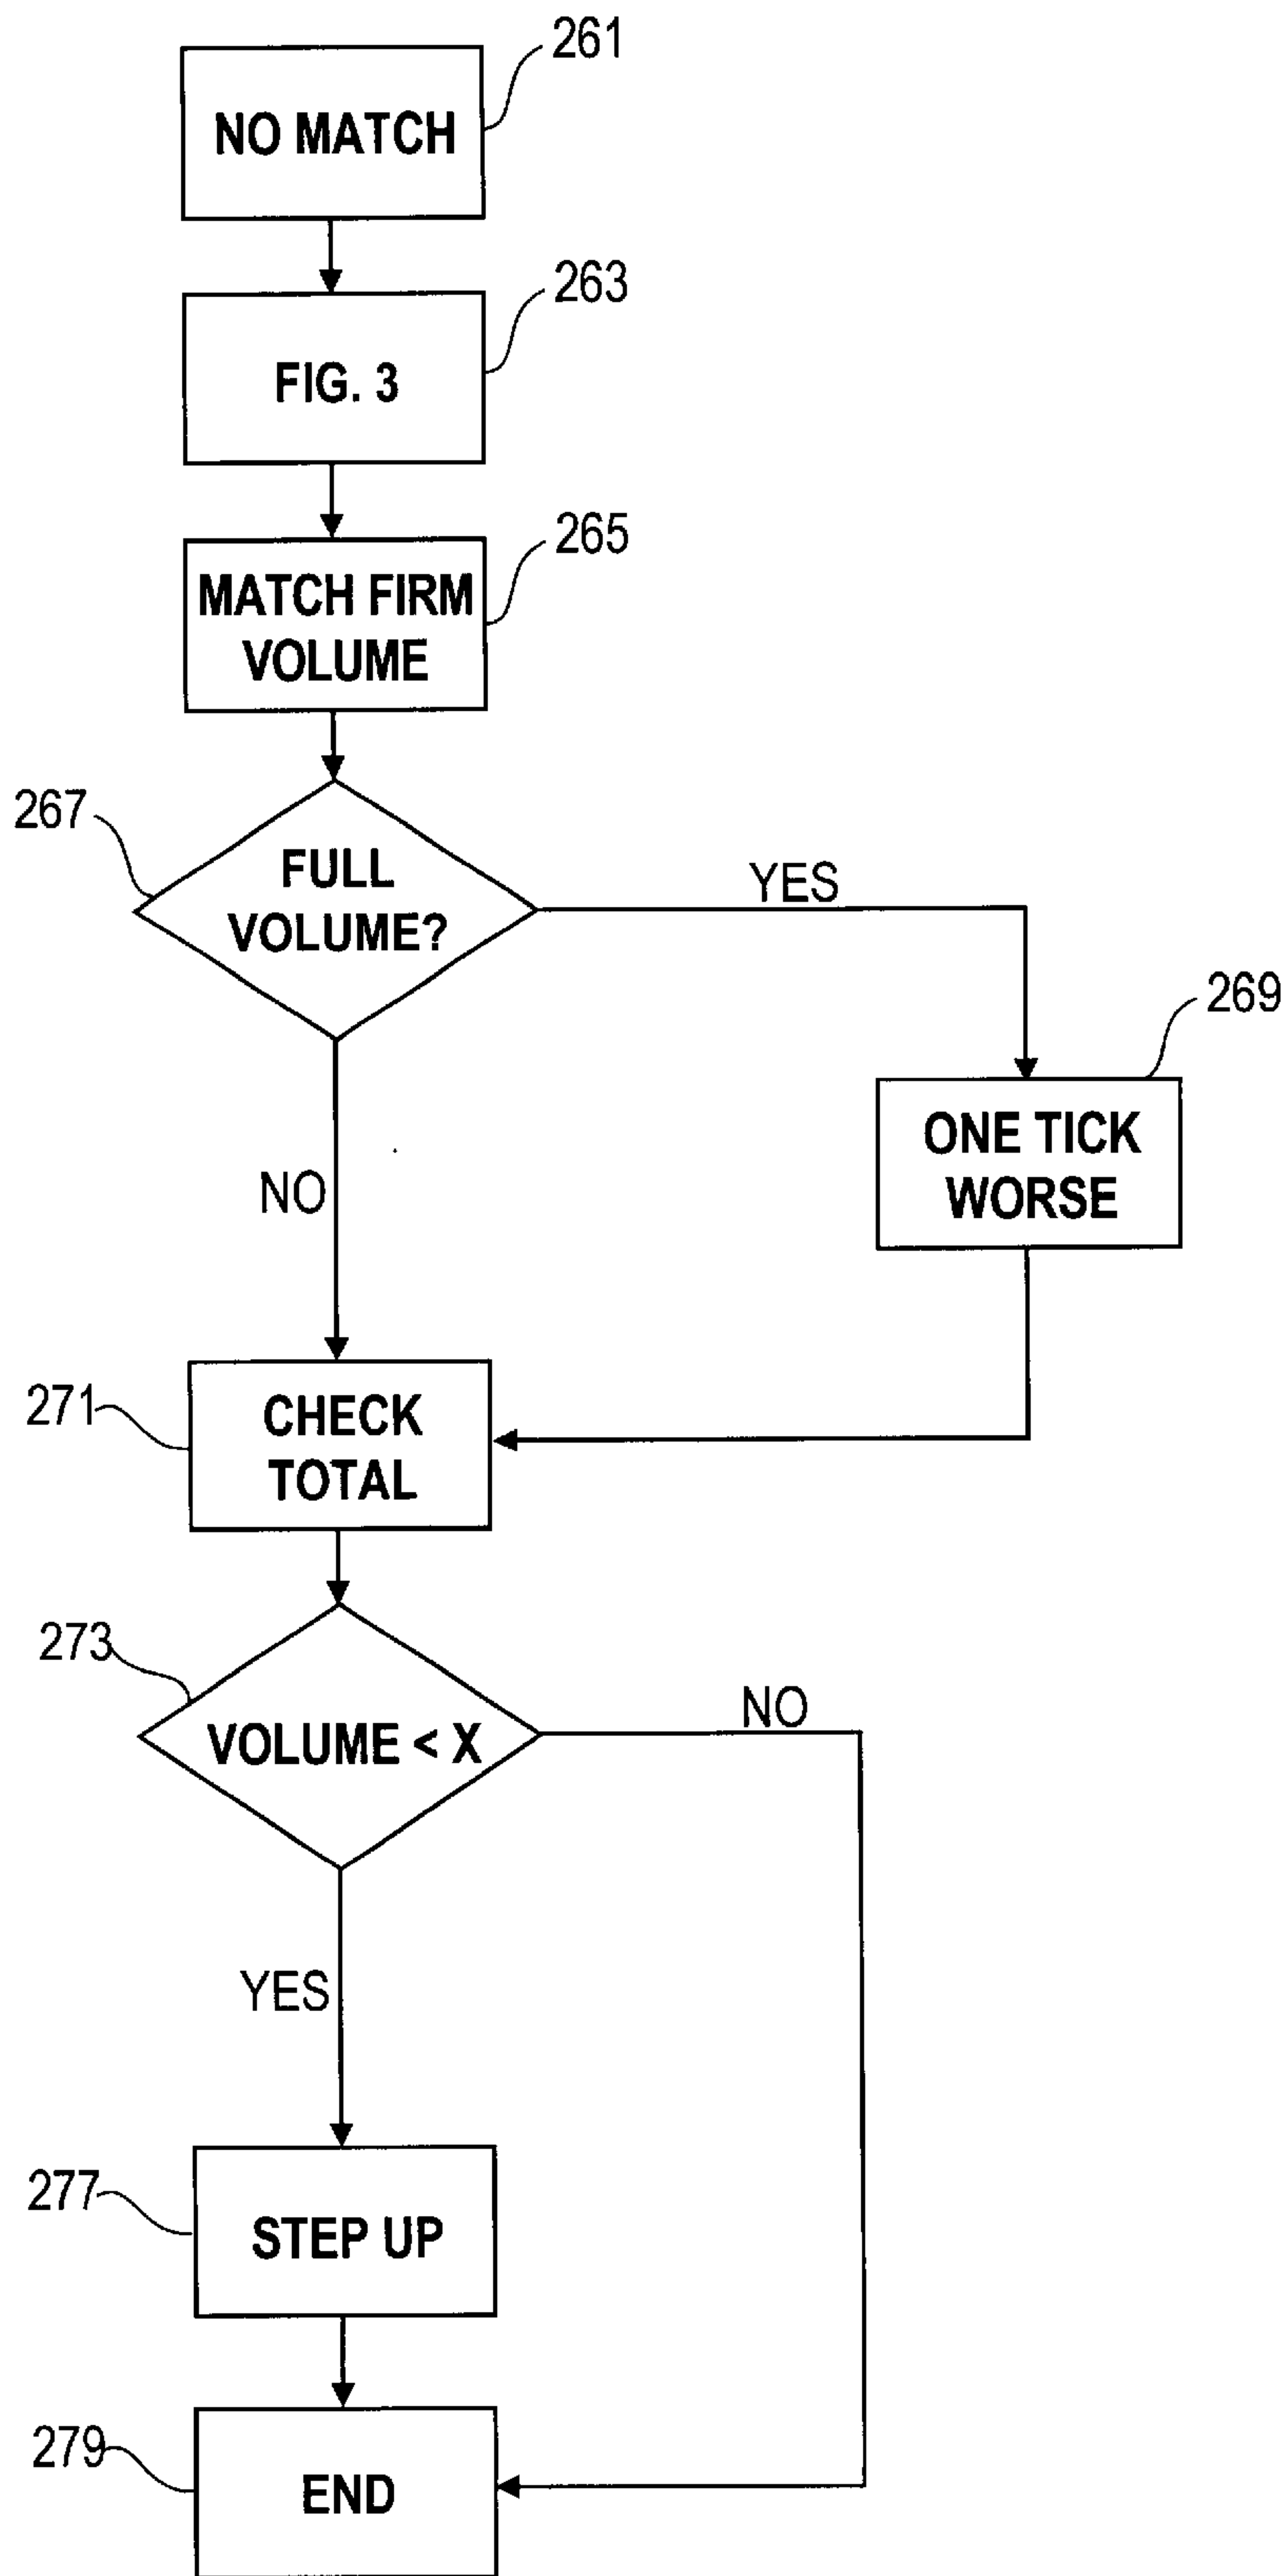 261
NO MATCH
263
FIG. 3
265
MATCH FIRM
VOLUME
267
FULL
VOLUME?
YES
269
ONE TICK
WORSE
NO
271
CHECK
TOTAL
273
VOLUME < X
NO
YES
277
STEP UP
279
END